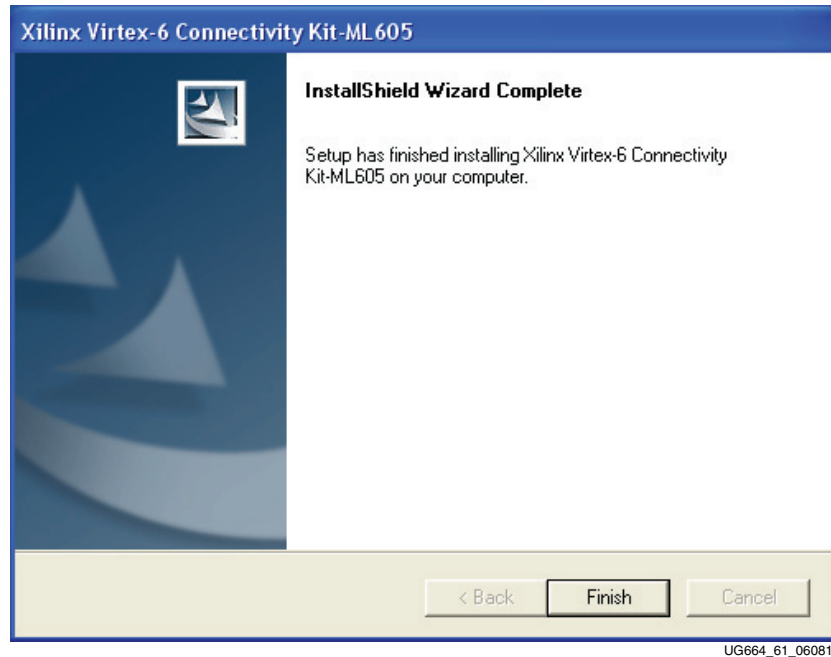 Xilinx Virtex-6 Connectivity Kit-ML605
InstallShield Wizard Complete
Setup has finished installing Xilinx Virtex-6 Connectivity
Kit-ML605 on your computer.
< Back Finish Cancel
UG664_61_06081